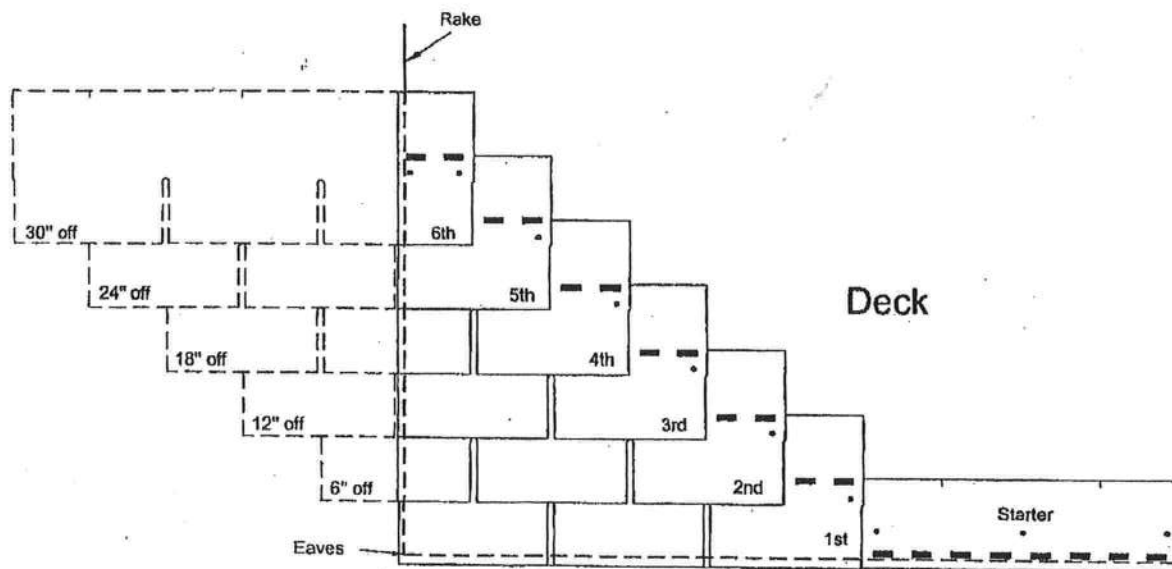 Rake
30" off
6th
24" off
5th
Deck
18" off
4th
12" off
3rd
6" off
2nd
Starter
Eaves
1st